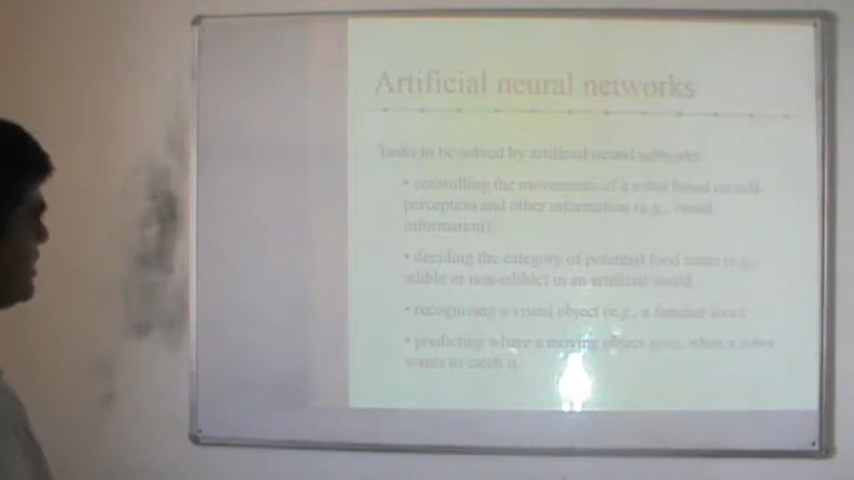 Artificial neural networks
Tasks to be solved by artificial neural networks:
• controlling the movements of a robot based on self-
perception and other information (e.g., visual
information);
• deciding the category of potential food items (e.g.,
edible or non-edible) in an artificial world;
• recognizing a visual object (e.g., a familiar face);
• predicting where a moving object goes, when a robot
wants to catch it.